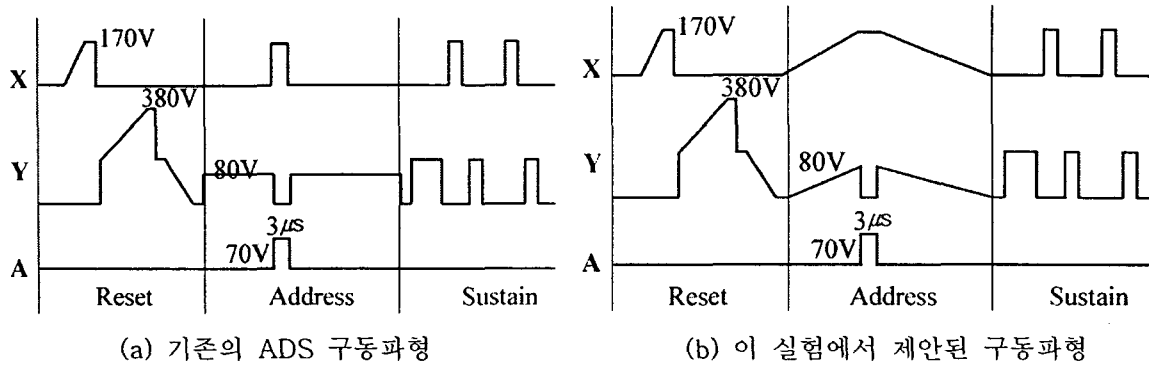 X
170V
380V
Y
80V
3㎲
A
70V
Reset
Address
Sustain
(a) 기존의 ADS 구동파형
X
170V
380V
Y
80V
3㎲
A
70V
Reset
Address
Sustain
(b) 이 실험에서 제안된 구동파형